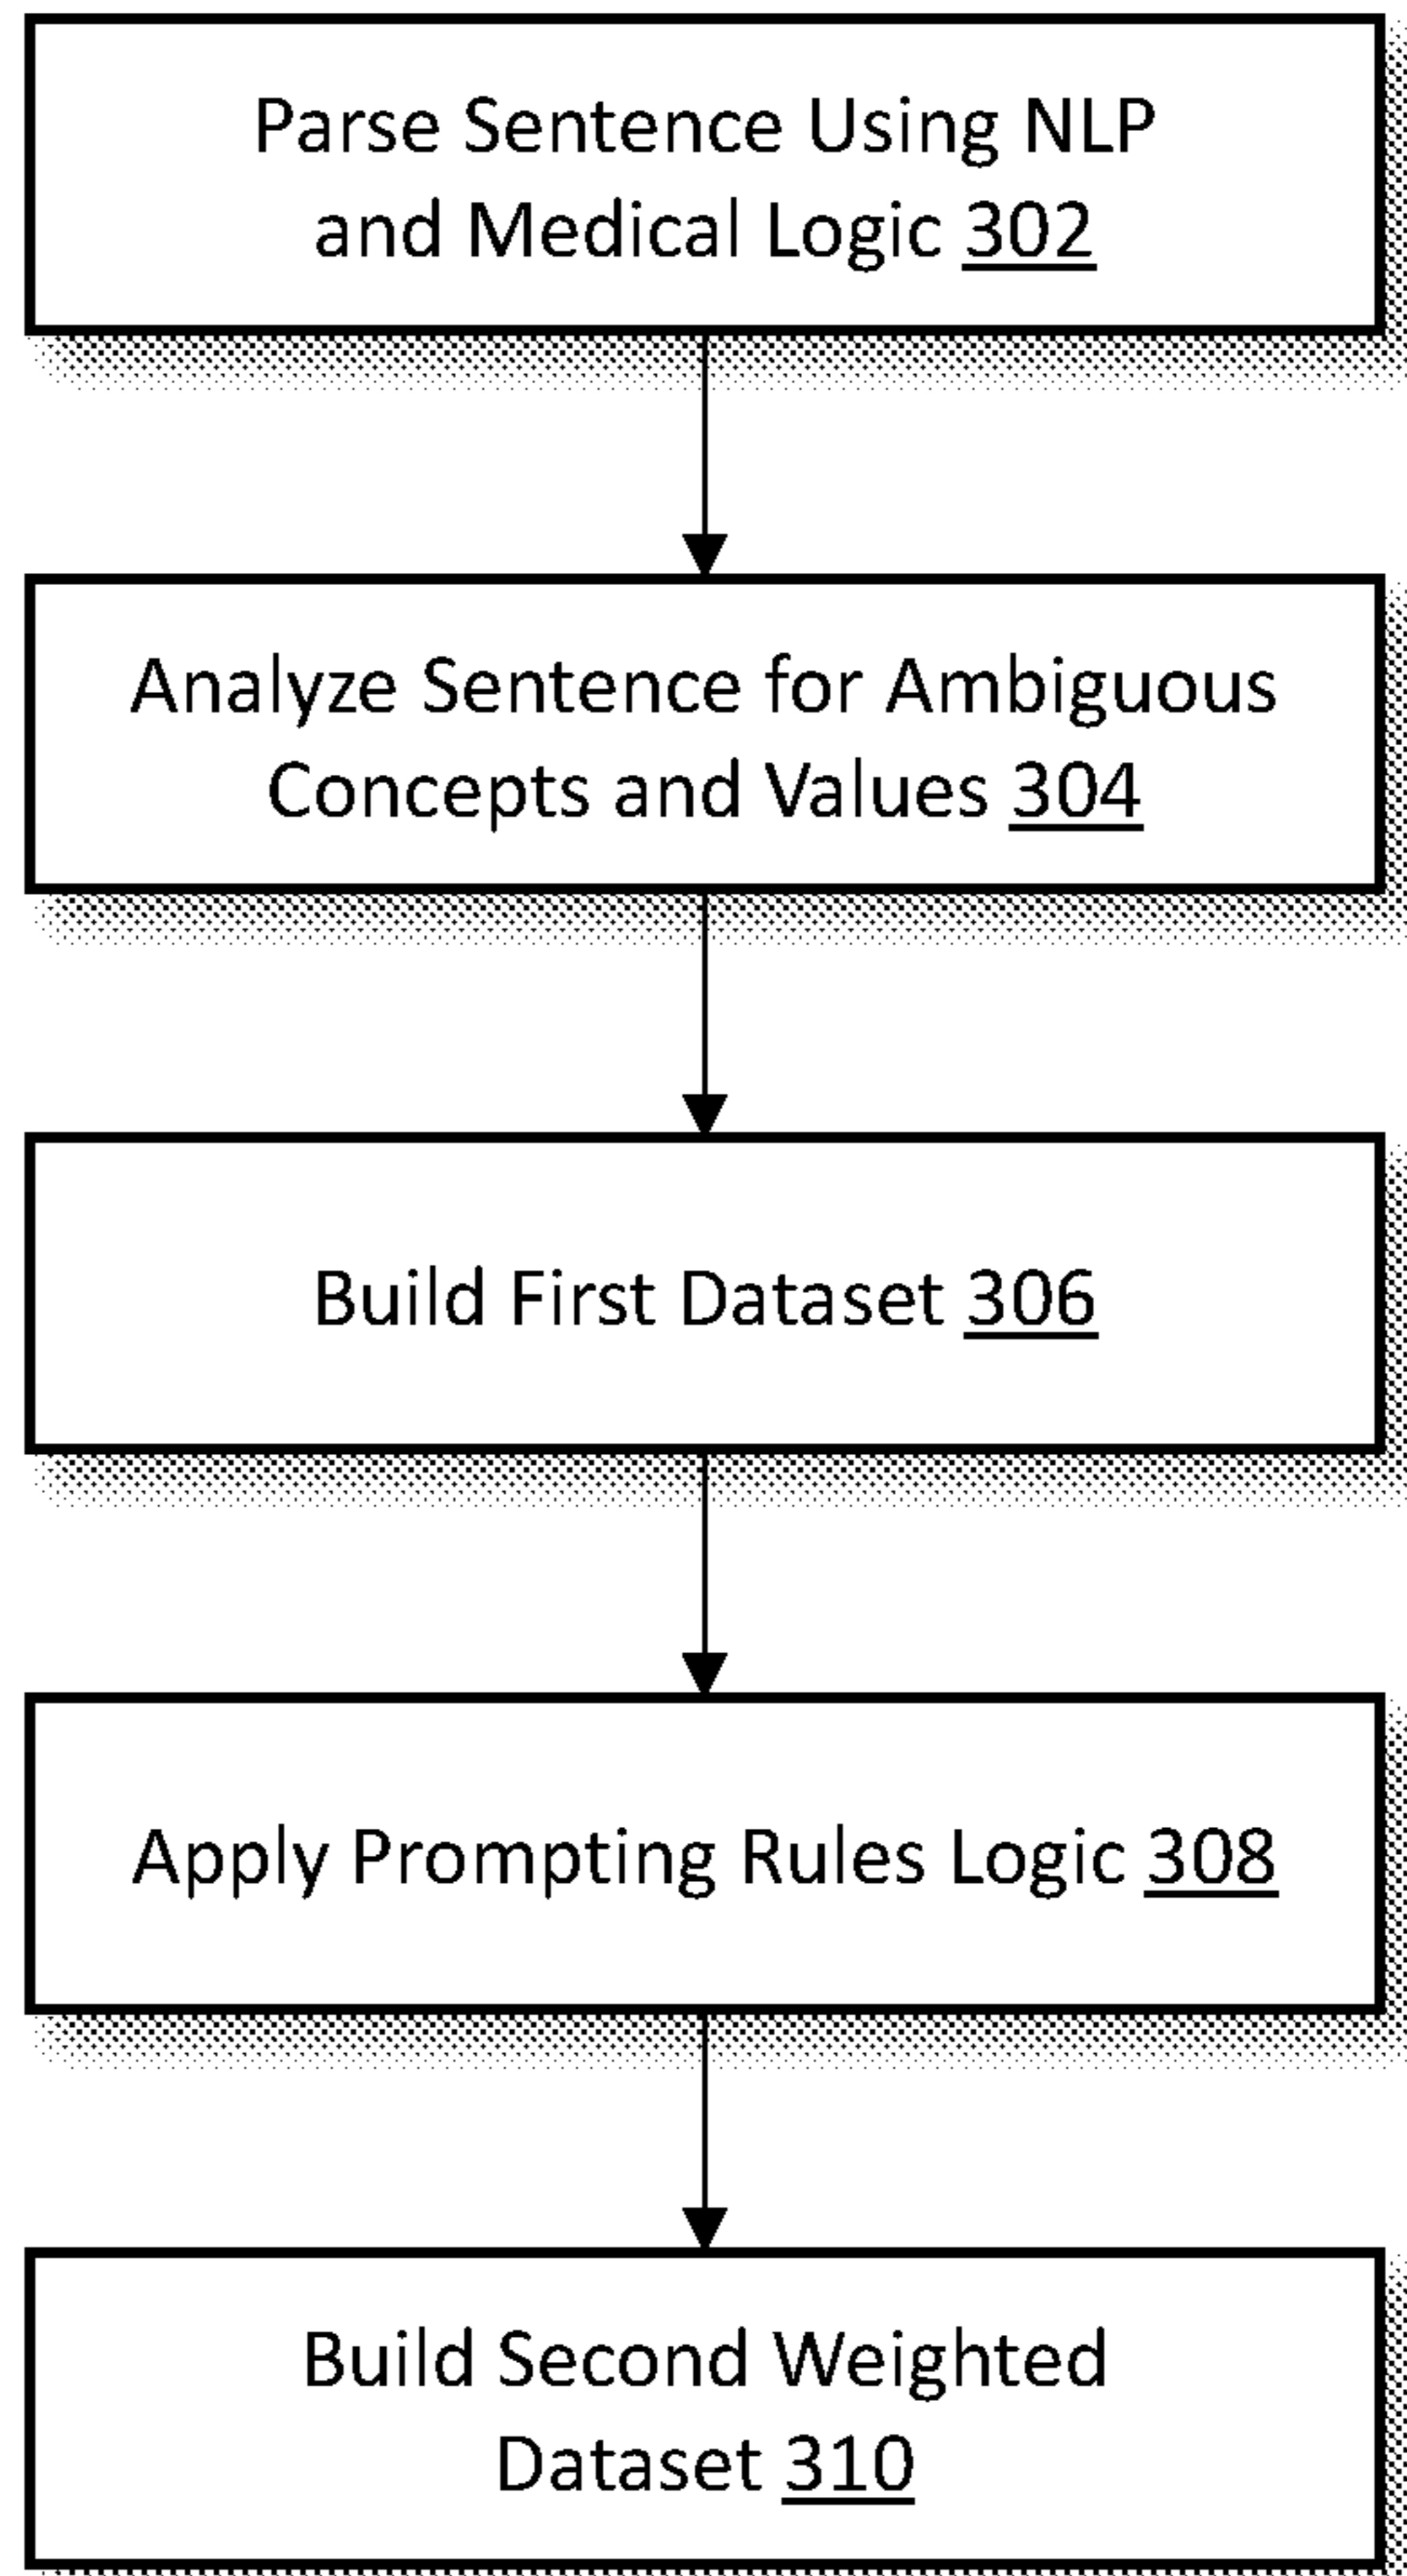 Parse Sentence Using NLP
and Medical Logic 302
Analyze Sentence for Ambiguous
Concepts and Values 304
Build First Dataset 306
Apply Prompting Rules Logic 308
Build Second Weighted
Dataset 310